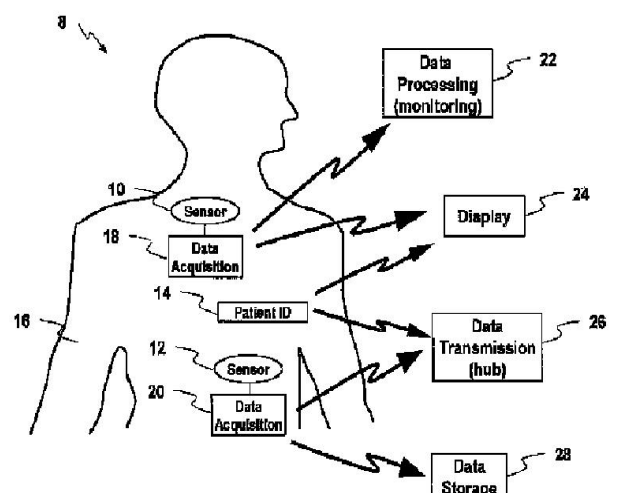 8
Data
Processing
(monitoring)
22
10
Sensor
24
Display
18
Data
Acquisition
14
Patient ID
16
Data
Transmission
(hub)
26
12
Sensor
20
Data
Acquisition
28
Data
Storage